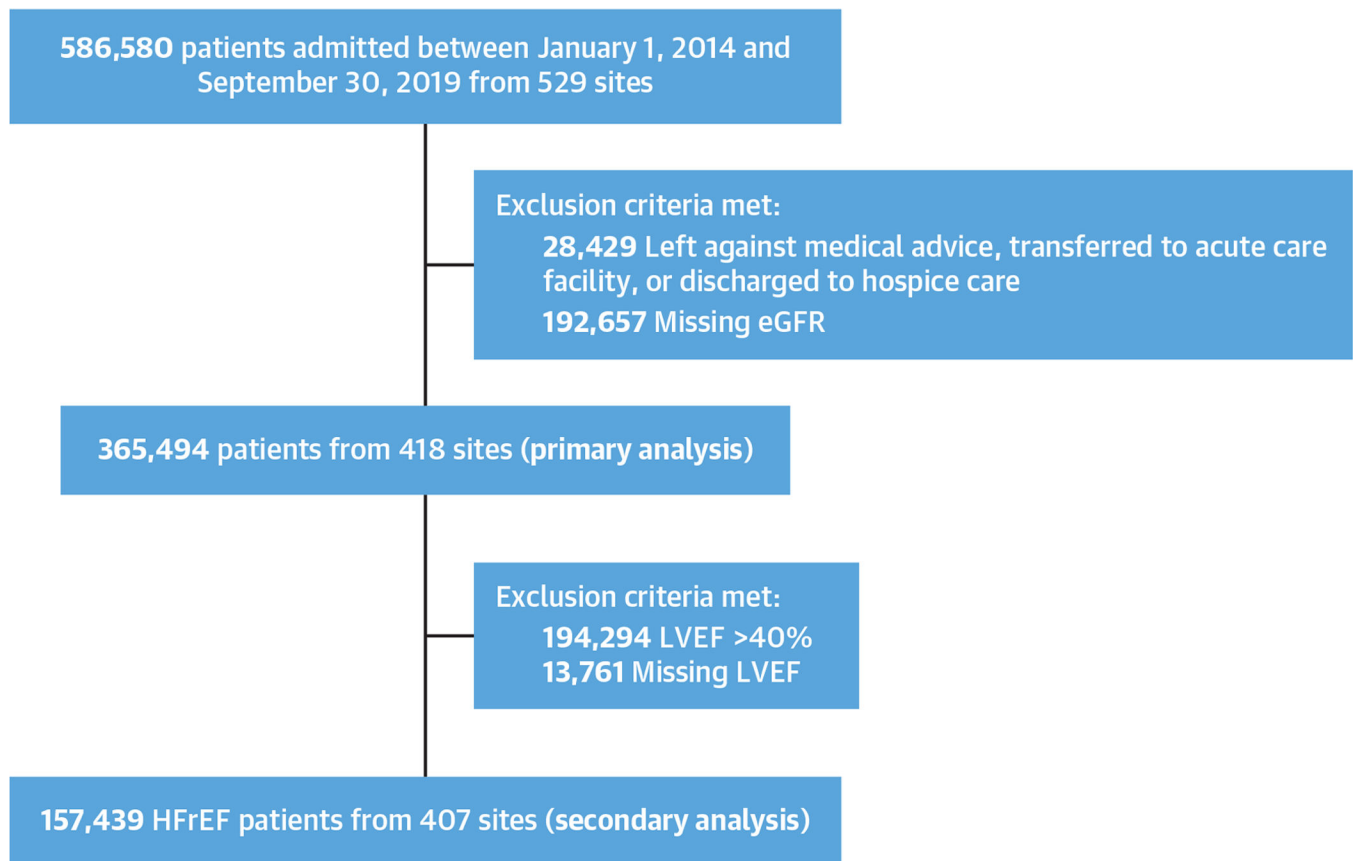 586,580 patients admitted between January 1, 2014 and
September 30, 2019 from 529 sites
Exclusion criteria met:
28,429 Left against medical advice, transferred to acute care
facility, or discharged to hospice care
192,657 Missing eGFR
365,494 patients from 418 sites (primary analysis)
Exclusion criteria met:
194,294 LVEF >40%
13,761 Missing LVEF
157,439 HFrEF patients from 407 sites (secondary analysis)